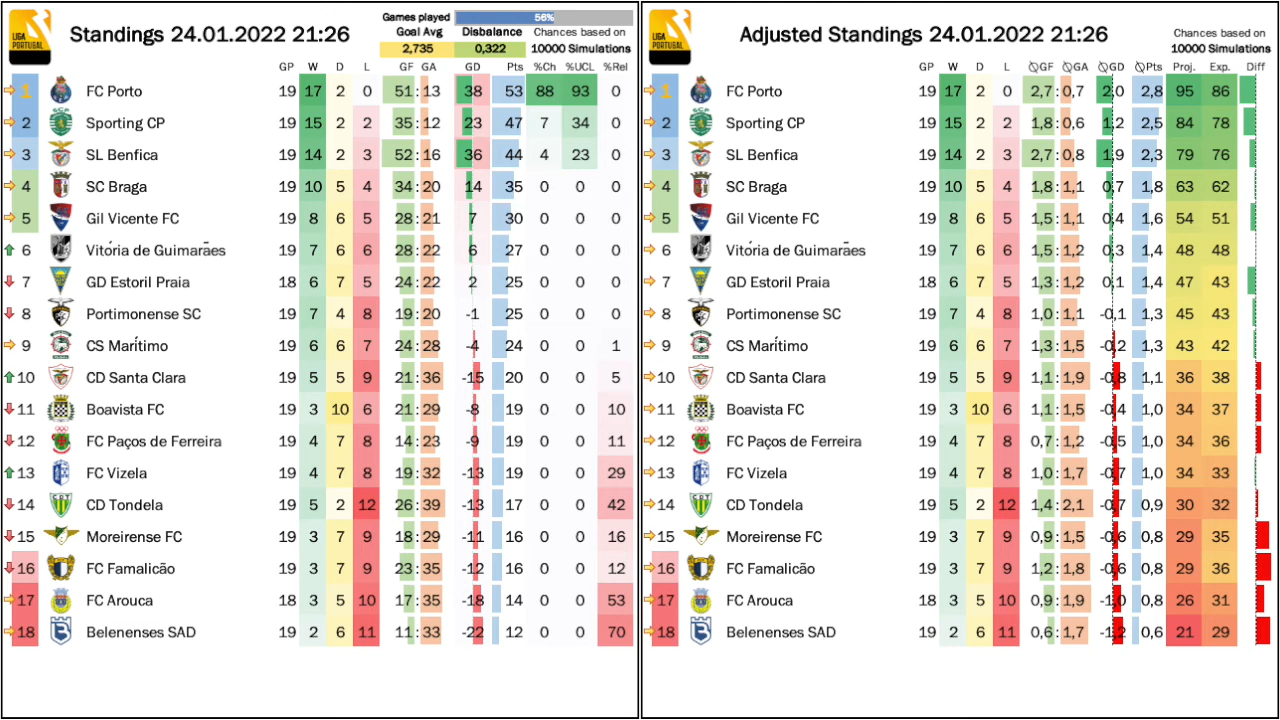 LIGA PORTUGAL
Standings 24.01.2022 21:26
Games played 56%
Goal Avg Disbalance Chances based on
2,735 0,322 10000 Simulations
GP W D L GF GA GD Pts %Ch %UCL %Rel
1 FC Porto 19 17 2 0 51 : 13 38 53 88 93 0
2 Sporting CP 19 15 2 2 35 : 12 23 47 7 34 0
3 SL Benfica 19 14 2 3 52 : 16 36 44 4 23 0
4 SC Braga 19 10 5 4 34 : 20 14 35 0 0 0
5 Gil Vicente FC 19 8 6 5 28 : 21 7 30 0 0 0
6 Vitória de Guimarães 19 7 6 6 28 : 22 6 27 0 0 0
7 GD Estoril Praia 18 6 7 5 24 : 22 2 25 0 0 0
8 Portimonense SC 19 7 4 8 19 : 20 -1 25 0 0 0
9 CS Marítimo 19 6 6 7 24 : 28 -4 24 0 0 1
10 CD Santa Clara 19 5 5 9 21 : 36 -15 20 0 0 5
11 Boavista FC 19 3 10 6 21 : 29 -8 19 0 0 10
12 FC Paços de Ferreira 19 4 7 8 14 : 23 -9 19 0 0 11
13 FC Vizela 19 4 7 8 19 : 32 -13 19 0 0 29
14 CD Tondela 19 5 2 12 26 : 39 -13 17 0 0 42
15 Moreirense FC 19 3 7 9 18 : 29 -11 16 0 0 16
16 FC Famalicão 19 3 7 9 23 : 35 -12 16 0 0 12
17 FC Arouca 18 3 5 10 17 : 35 -18 14 0 0 53
18 Belenenses SAD 19 2 6 11 11 : 33 -22 12 0 0 70
LIGA PORTUGAL
Adjusted Standings 24.01.2022 21:26
Chances based on
10000 Simulations
GP W D L ∅GF ∅GA ∅GD ∅Pts Proj. Exp. Diff
1 FC Porto 19 17 2 0 2,7 : 0,7 2,0 2,8 95 86
2 Sporting CP 19 15 2 2 1,8 : 0,6 1,2 2,5 84 78
3 SL Benfica 19 14 2 3 2,7 : 0,8 1,9 2,3 79 76
4 SC Braga 19 10 5 4 1,8 : 1,1 0,7 1,8 63 62
5 Gil Vicente FC 19 8 6 5 1,5 : 1,1 0,4 1,6 54 51
6 Vitória de Guimarães 19 7 6 6 1,5 : 1,2 0,3 1,4 48 48
7 GD Estoril Praia 18 6 7 5 1,3 : 1,2 0,1 1,4 47 43
8 Portimonense SC 19 7 4 8 1,0 : 1,1 -0,1 1,3 45 43
9 CS Marítimo 19 6 6 7 1,3 : 1,5 -0,2 1,3 43 42
10 CD Santa Clara 19 5 5 9 1,1 : 1,9 -0,8 1,1 36 38
11 Boavista FC 19 3 10 6 1,1 : 1,5 -0,4 1,0 34 37
12 FC Paços de Ferreira 19 4 7 8 0,7 : 1,2 -0,5 1,0 34 36
13 FC Vizela 19 4 7 8 1,0 : 1,7 -0,7 1,0 34 33
14 CD Tondela 19 5 2 12 1,4 : 2,1 -0,7 0,9 30 32
15 Moreirense FC 19 3 7 9 0,9 : 1,5 -0,6 0,8 29 35
16 FC Famalicão 19 3 7 9 1,2 : 1,8 -0,6 0,8 29 36
17 FC Arouca 18 3 5 10 0,9 : 1,9 -1,0 0,8 26 31
18 Belenenses SAD 19 2 6 11 0,6 : 1,7 -1,2 0,6 21 29